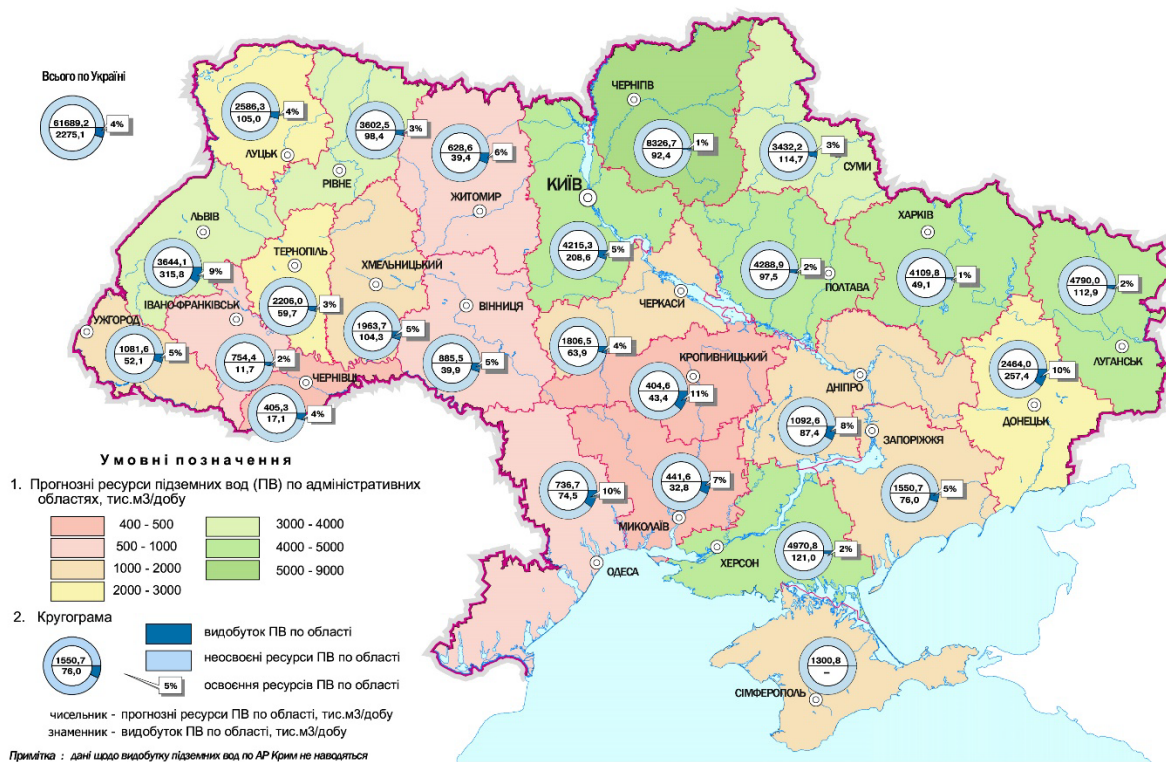 Всього по Україні
61689,2
2275,1
4%
2586,3
105,0
4%
ЛУЦЬК
3602,5
98,4
3%
РІВНЕ
628,6
39,4
6%
ЖИТОМИР
КИЇВ
4215,3
208,6
5%
ЧЕРНІГІВ
8326,7
92,4
1%
3432,2
114,7
3%
СУМИ
ЛЬВІВ
3644,1
315,8
9%
ТЕРНОПІЛЬ
2206,0
59,7
3%
ХМЕЛЬНИЦЬКИЙ
1963,7
104,3
5%
ВІННИЦЯ
885,5
39,9
5%
ЧЕРКАСИ
1806,5
63,9
4%
4288,9
97,5
2%
ПОЛТАВА
ХАРКІВ
4109,8
49,1
1%
4790,0
112,9
2%
ЛУГАНСЬК
УЖГОРОД
1081,6
52,1
5%
ІВАНО-ФРАНКІВСЬК
754,4
11,7
2%
ЧЕРНІВЦІ
405,3
17,1
4%
КРОПИВНИЦЬКИЙ
404,6
43,4
11%
ДНІПРО
1092,6
87,4
8%
2464,0
257,4
10%
ДОНЕЦЬК
ЗАПОРІЖЖЯ
1550,7
76,0
5%
736,7
74,5
10%
ОДЕСА
441,6
32,8
7%
МИКОЛАЇВ
ХЕРСОН
4970,8
121,0
2%
1300,8
–
СІМФЕРОПОЛЬ
Умовні позначення
1. Прогнозні ресурси підземних вод (ПВ) по адміністративних
областях, тис.м3/добу
400 - 500
500 - 1000
1000 - 2000
2000 - 3000
3000 - 4000
4000 - 5000
5000 - 9000
2. Кругограма
1550,7
76,0
5%
видобуток ПВ по області
неосвоєні ресурси ПВ по області
освоєння ресурсів ПВ по області
чисельник - прогнозні ресурси ПВ по області, тис.м3/добу
знаменник - видобуток ПВ по області, тис.м3/добу
Примітка : дані щодо видобутку підземних вод по АР Крим не наводяться